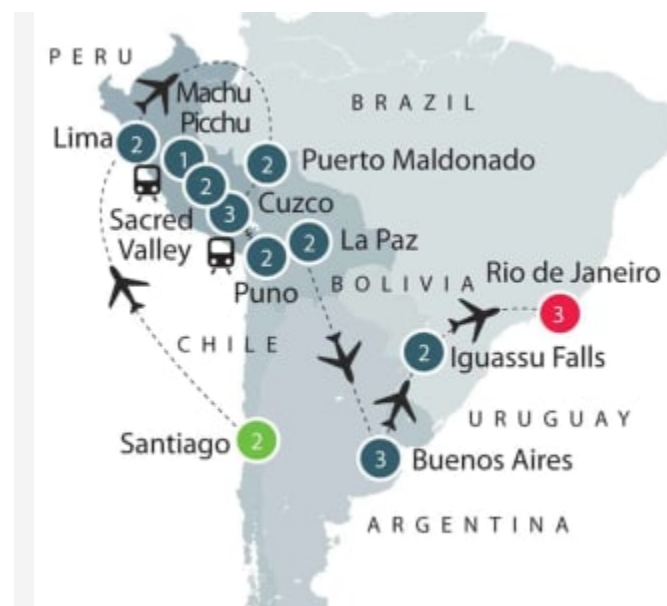 PERU
Machu
Picchu
BRAZIL
Lima
2
1
2
Puerto Maldonado
2
3
Cuzco
Sacred
Valley
2
La Paz
2
Puno
BOLIVIA
Rio de Janeiro
3
CHILE
2
Iguassu Falls
URUGUAY
Santiago
2
3
Buenos Aires
ARGENTINA